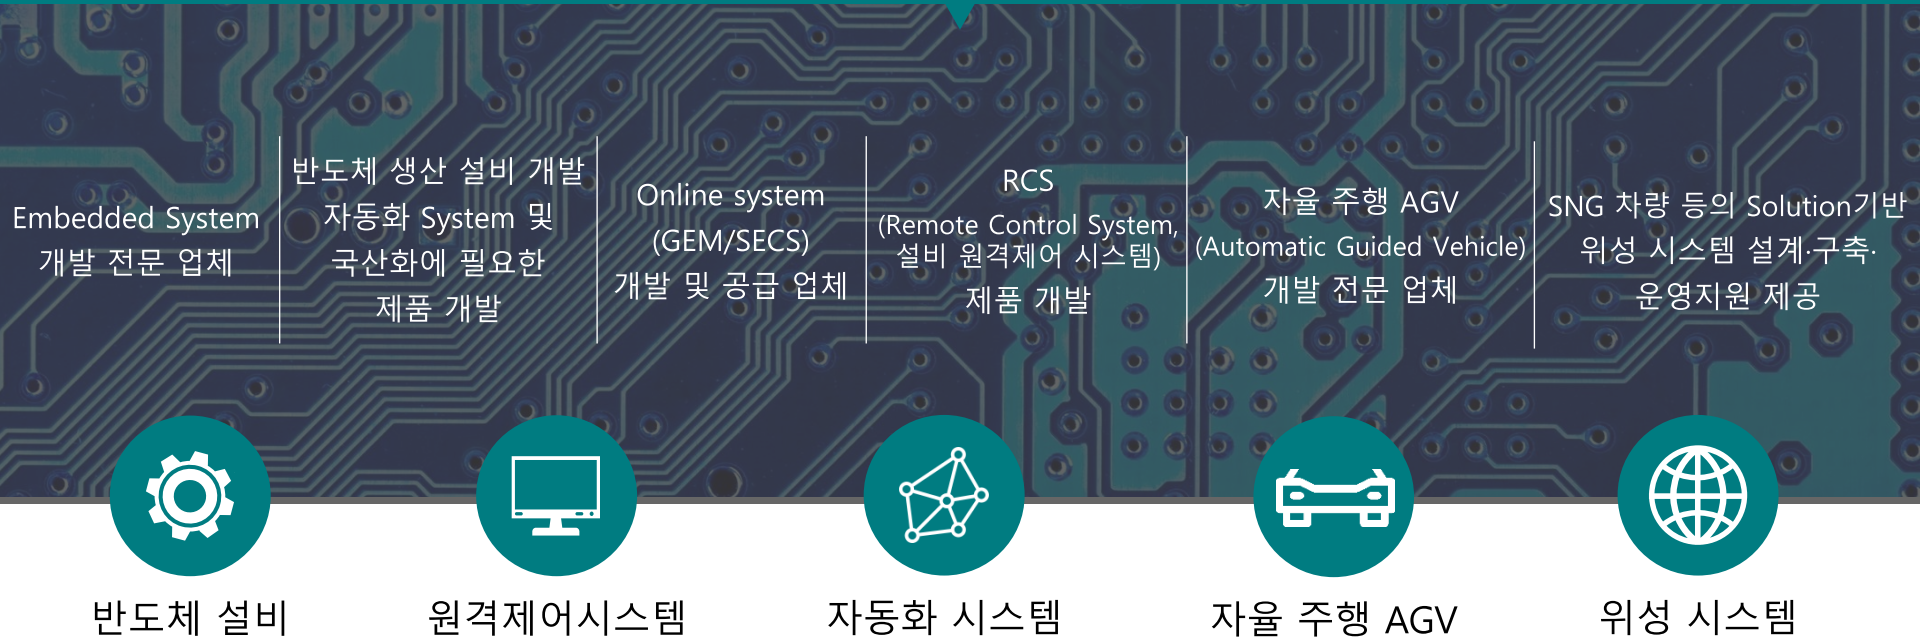 Embedded System
개발 전문 업체
반도체 생산 설비 개발
자동화 System 및
국산화에 필요한
제품 개발
Online system
(GEM/SECS)
개발 및 공급 업체
RCS
(Remote Control System,
설비 원격제어 시스템)
제품 개발
자율 주행 AGV
(Automatic Guided Vehicle)
개발 전문 업체
SNG 차량 등의 Solution기반
위성 시스템 설계·구축·
운영지원 제공
반도체 설비
원격제어시스템
자동화 시스템
자율 주행 AGV
위성 시스템